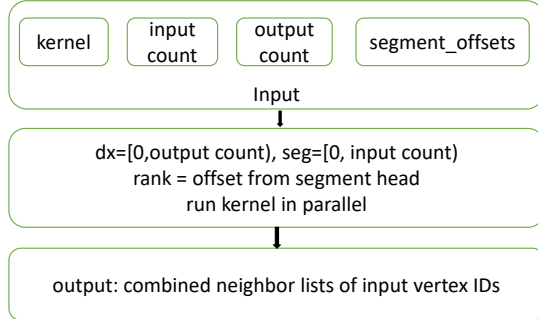 kernel
input
count
output
count
segment_offsets
Input
dx=[0,output count), seg=[0, input count)
rank = offset from segment head
run kernel in parallel
output: combined neighbor lists of input vertex IDs